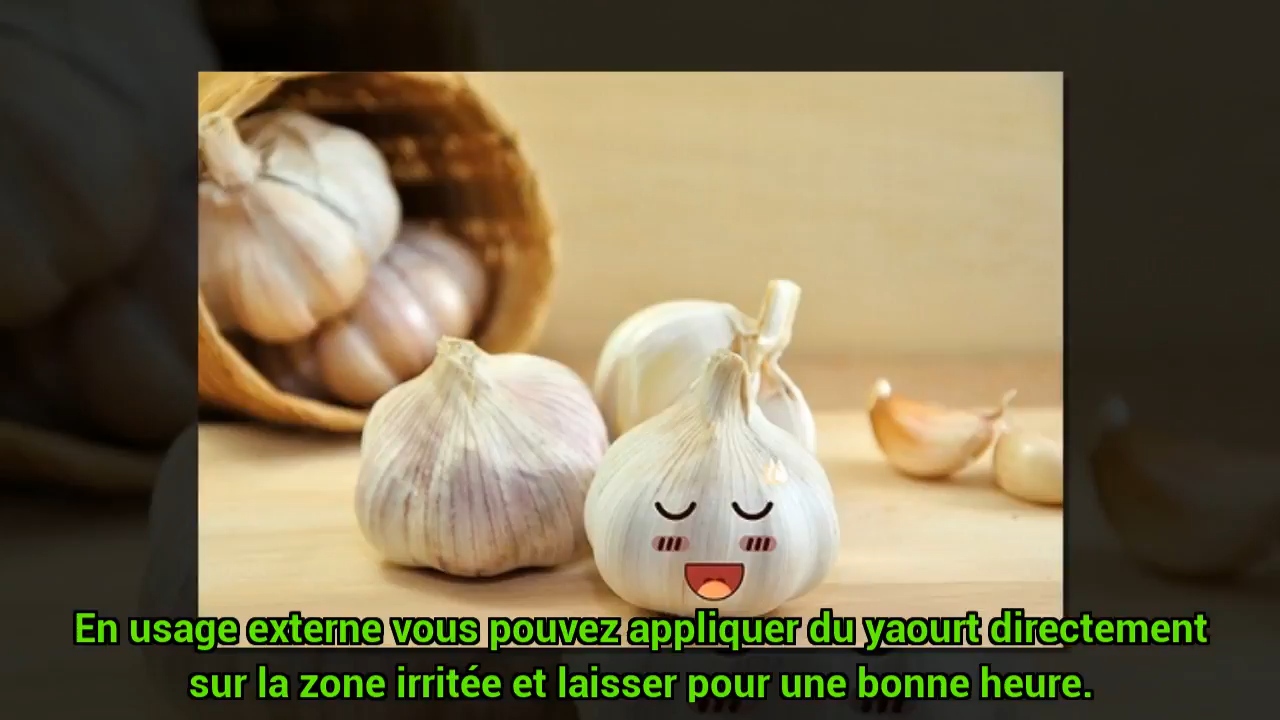 En usage externe vous pouvez appliquer du yaourt directement
sur la zone irritée et laisser pour une bonne heure.